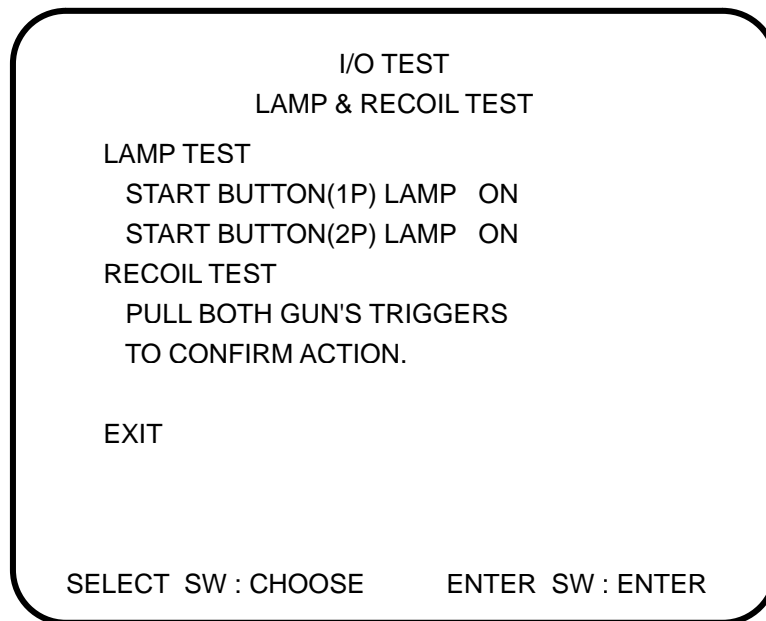 I/O TEST
LAMP & RECOIL TEST
LAMP TEST
START BUTTON(1P) LAMP ON
START BUTTON(2P) LAMP ON
RECOIL TEST
PULL BOTH GUN'S TRIGGERS
TO CONFIRM ACTION.
EXIT
SELECT SW : CHOOSE ENTER SW : ENTER